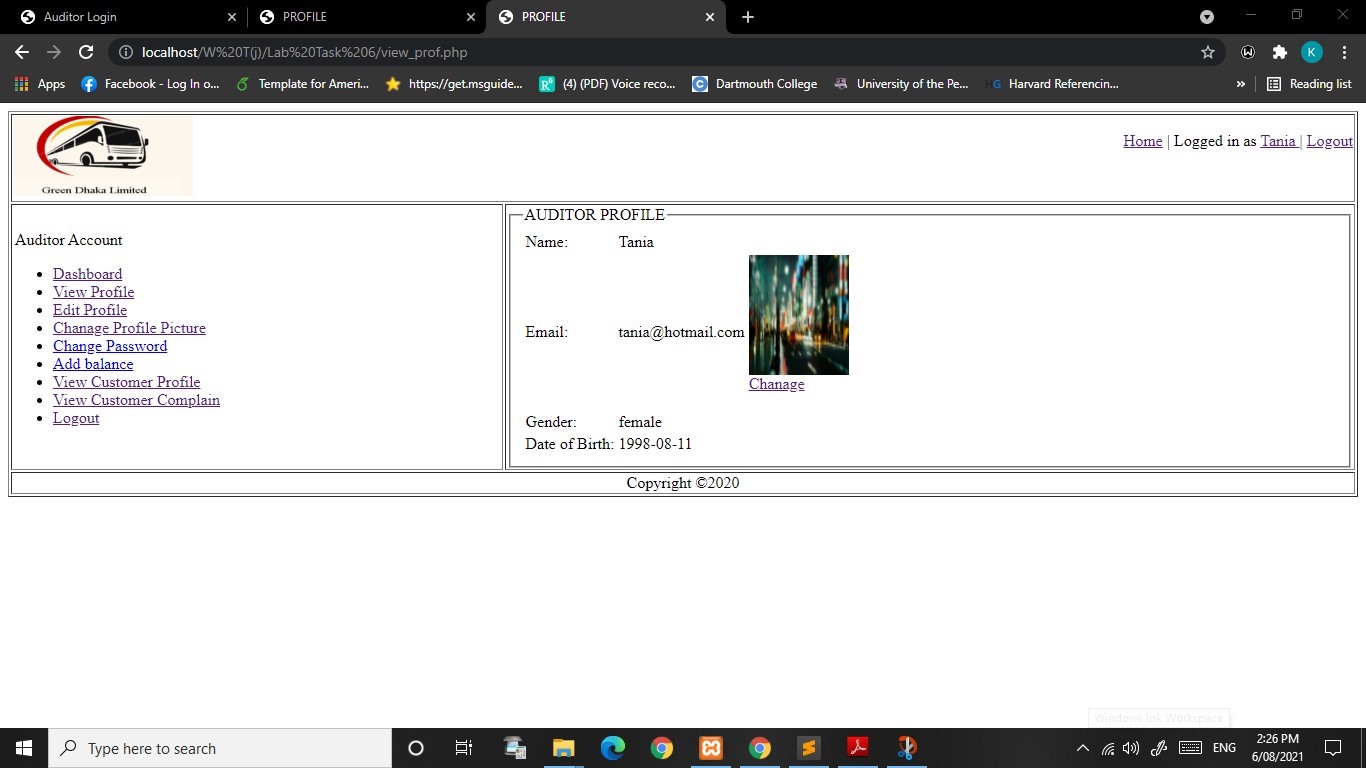 Auditor Login
PROFILE
PROFILE
localhost/W%20T(j)/Lab%20Task%206/view_prof.php
K
Apps
Facebook - Log In o...
Template for Ameri...
https://get.msguide...
(4) (PDF) Voice reco...
Dartmouth College
University of the Pe...
HG Harvard Referencin...
»
Reading list
Green Dhaka Limited
Home | Logged in as Tania | Logout
Auditor Account
Dashboard
View Profile
Edit Profile
Chanage Profile Picture
Change Password
Add balance
View Customer Profile
View Customer Complain
Logout
AUDITOR PROFILE
Name: Tania
Email: tania@hotmail.com
Chanage
Gender: female
Date of Birth: 1998-08-11
Copyright ©2020
Windows Ink Workspace
Type here to search
ENG
2:26 PM
6/08/2021